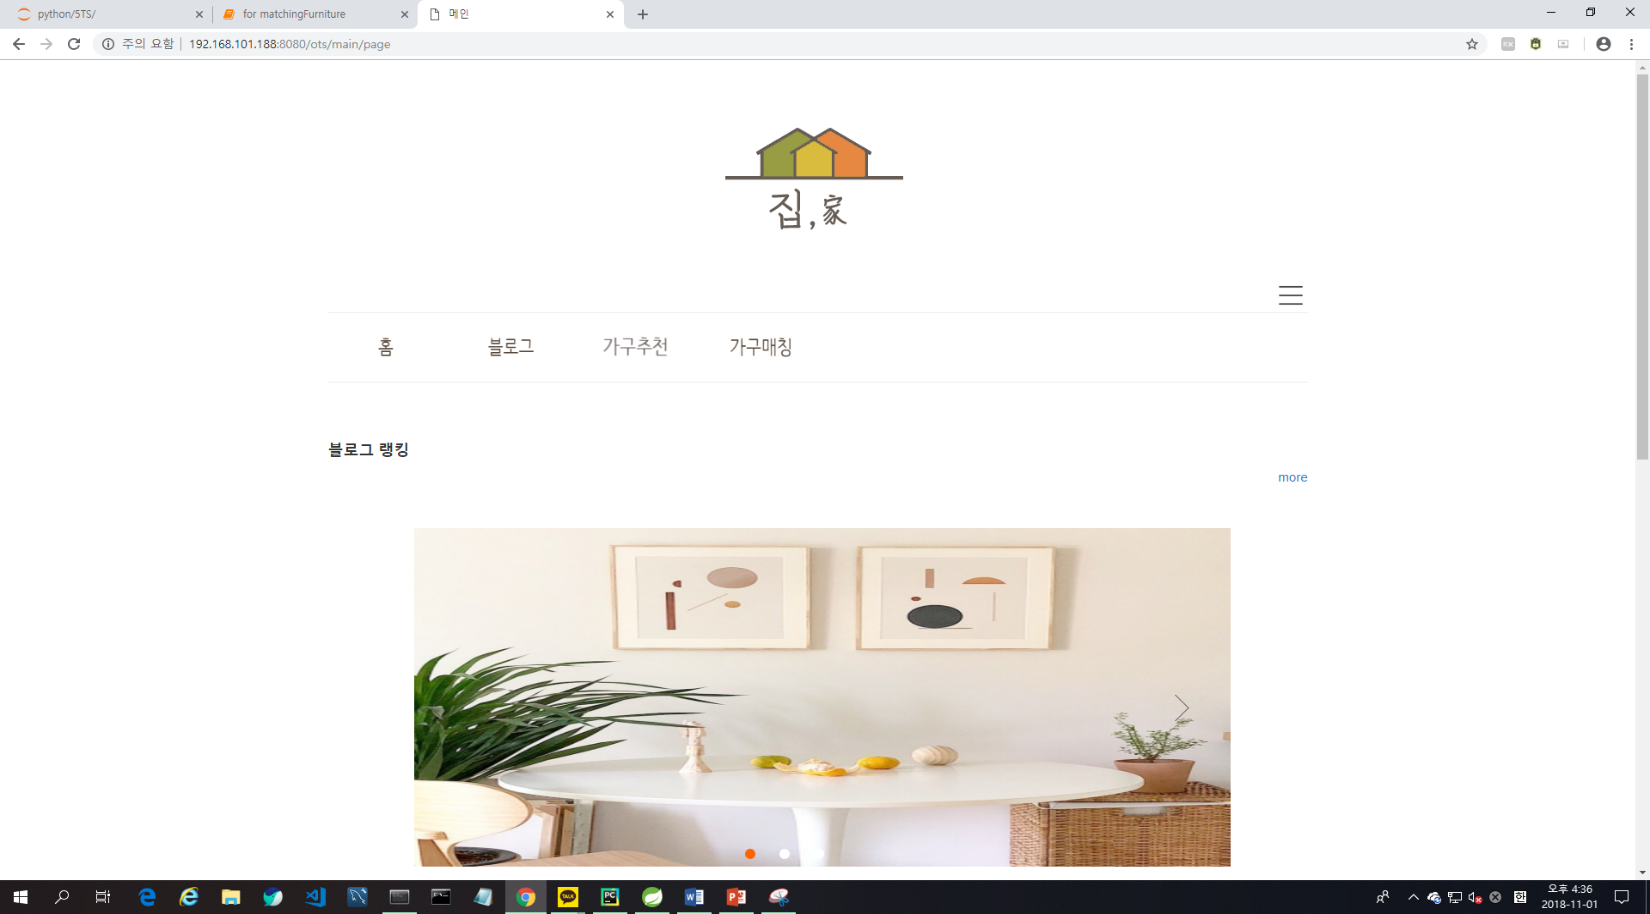 python/5TS/
for matchingFurniture
메인
주의 요함 | 192.168.101.188:8080/ots/main/page
집,家
홈 블로그 가구추천 가구매칭
블로그 랭킹
more
TALK
PC
오후 4:36
2018-11-01